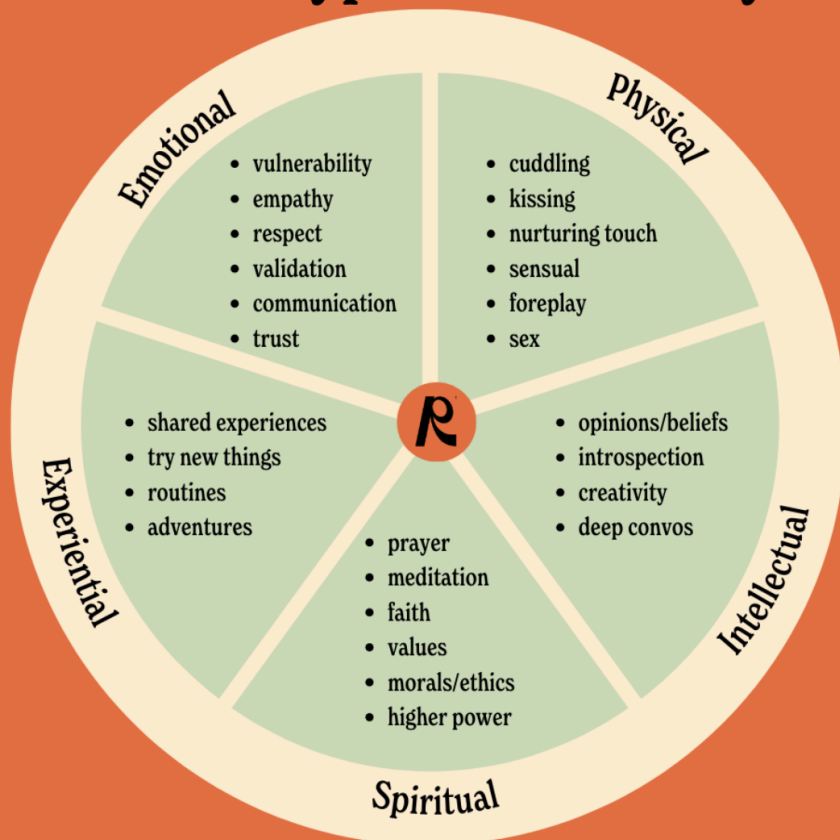 Emotional
vulnerability
empathy
respect
validation
communication
trust
Physical
cuddling
kissing
nurturing touch
sensual
foreplay
sex
Intellectual
opinions/beliefs
introspection
creativity
deep convos
Spiritual
prayer
meditation
faith
values
morals/ethics
higher power
Experiential
shared experiences
try new things
routines
adventures
R